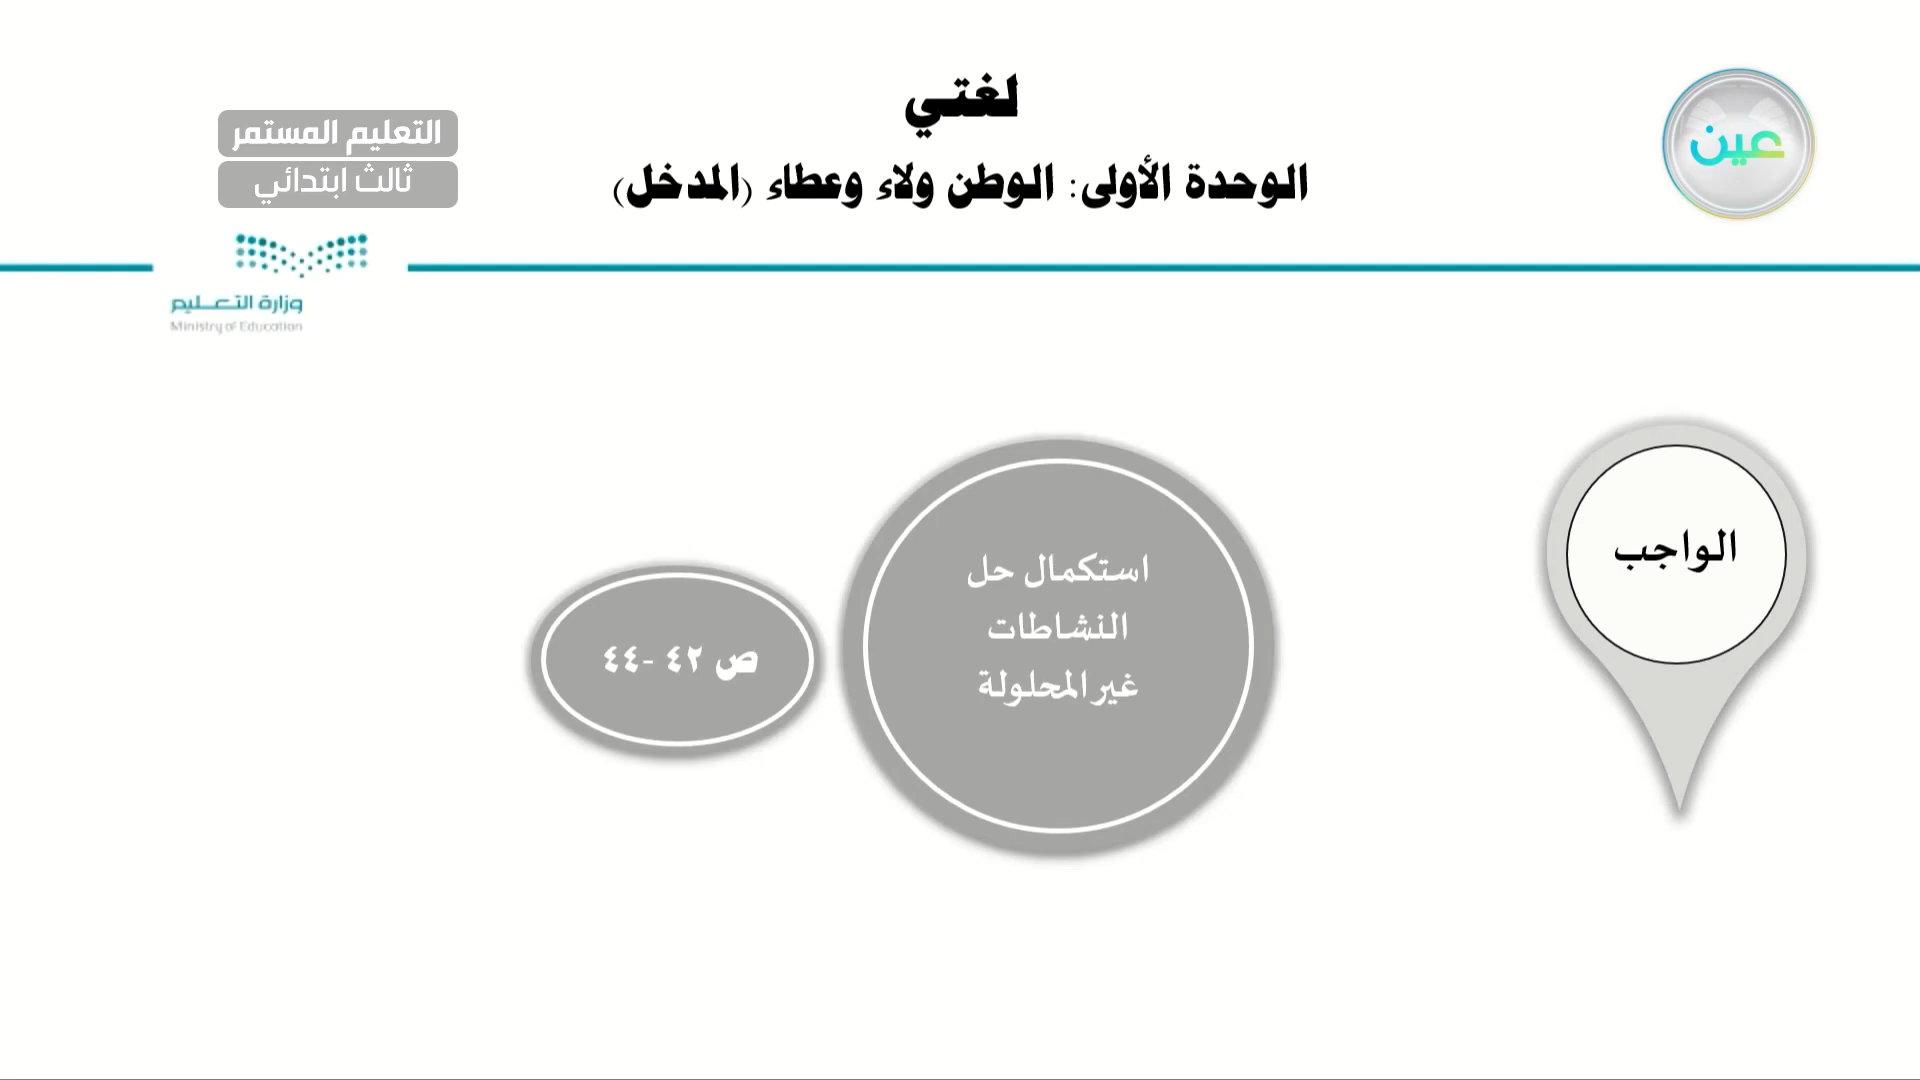 عين
لغتي
الوحدة الأولى: الوطن ولاء وعطاء (المدخل)
التعليم المستمر
ثالث ابتدائي
وزارة التعـــليم
Ministry of Education
الواجب
استكمال حل
النشاطات
غير المحلولة
ص ٤٢ -٤٤